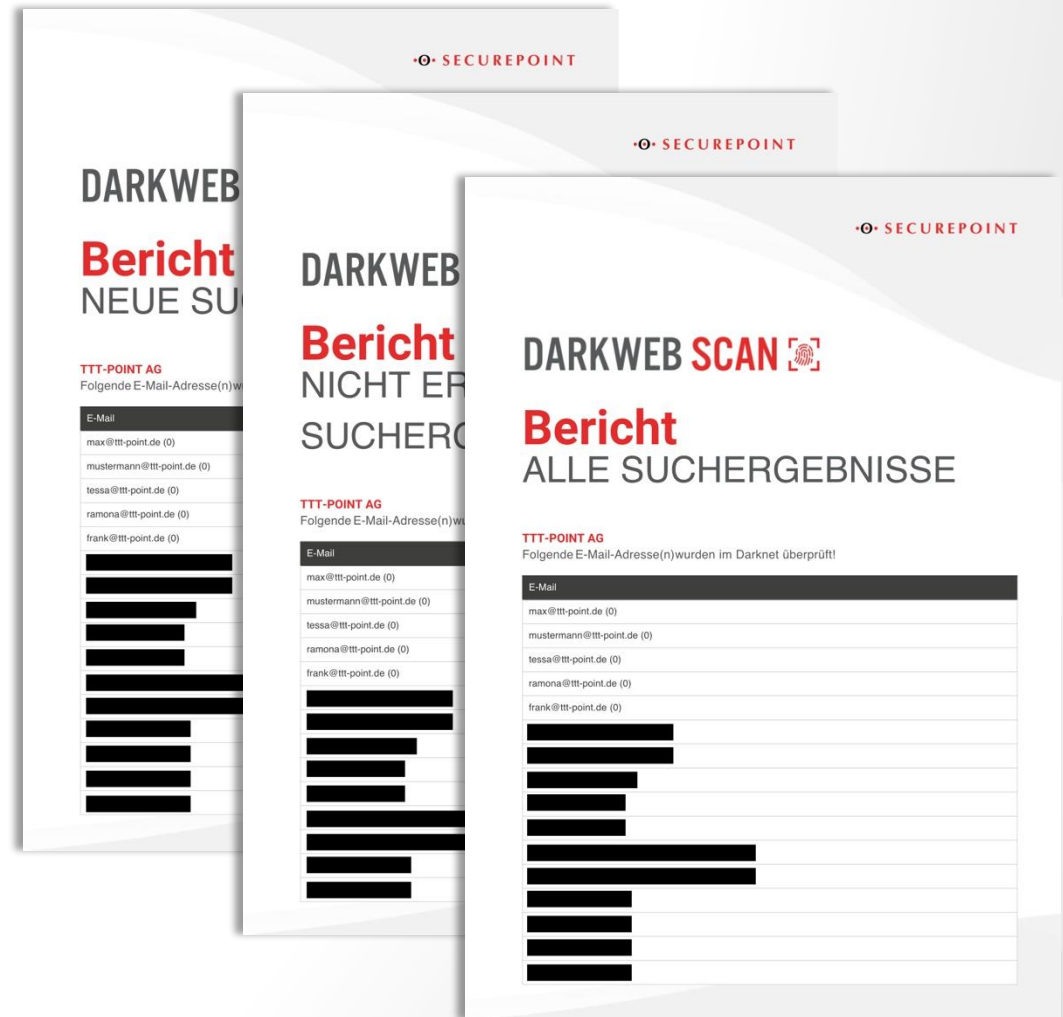 SECUREPOINT
DARKWEB
Bericht
NEUE
TTT-POINT AG
Folgende E-Mail-Adresse(n)
E-Mail
max@ttt-point.de (0)
mustermann@ttt-point.de (0)
tessa@ttt-point.de (0)
ramona@ttt-point.de (0)
frank@ttt-point.de (0)
SECUREPOINT
DARKWEB
Bericht
NICHT
TTT-POINT AG
Folgende E-Mail-Adresse(n)
E-Mail
max@ttt-point.de (0)
mustermann@ttt-point.de (0)
tessa@ttt-point.de (0)
ramona@ttt-point.de (0)
frank@ttt-point.de (0)
SECUREPOINT
DARKWEB SCAN
Bericht
ALLE SUCHERGEBNISSE
TTT-POINT AG
Folgende E-Mail-Adresse(n)wurden im Darknet überprüft!
E-Mail
max@ttt-point.de (0)
mustermann@ttt-point.de (0)
tessa@ttt-point.de (0)
ramona@ttt-point.de (0)
frank@ttt-point.de (0)